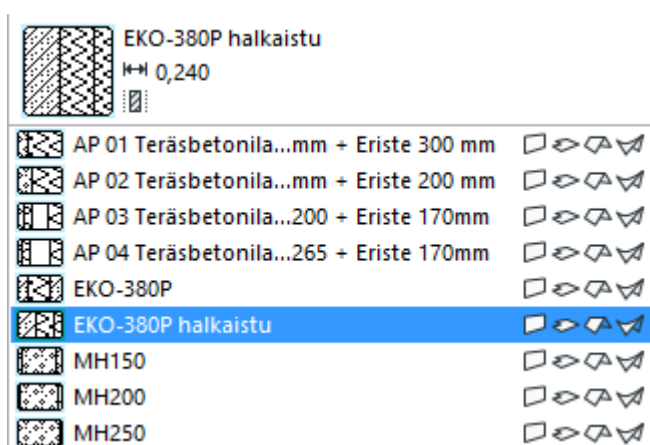 EKO-380P halkaistu
0,240
AP 01 Teräsbetonila...mm + Eriste 300 mm
AP 02 Teräsbetonila...mm + Eriste 200 mm
AP 03 Teräsbetonila...200 + Eriste 170mm
AP 04 Teräsbetonila...265 + Eriste 170mm
EKO-380P
EKO-380P halkaistu
MH150
MH200
MH250